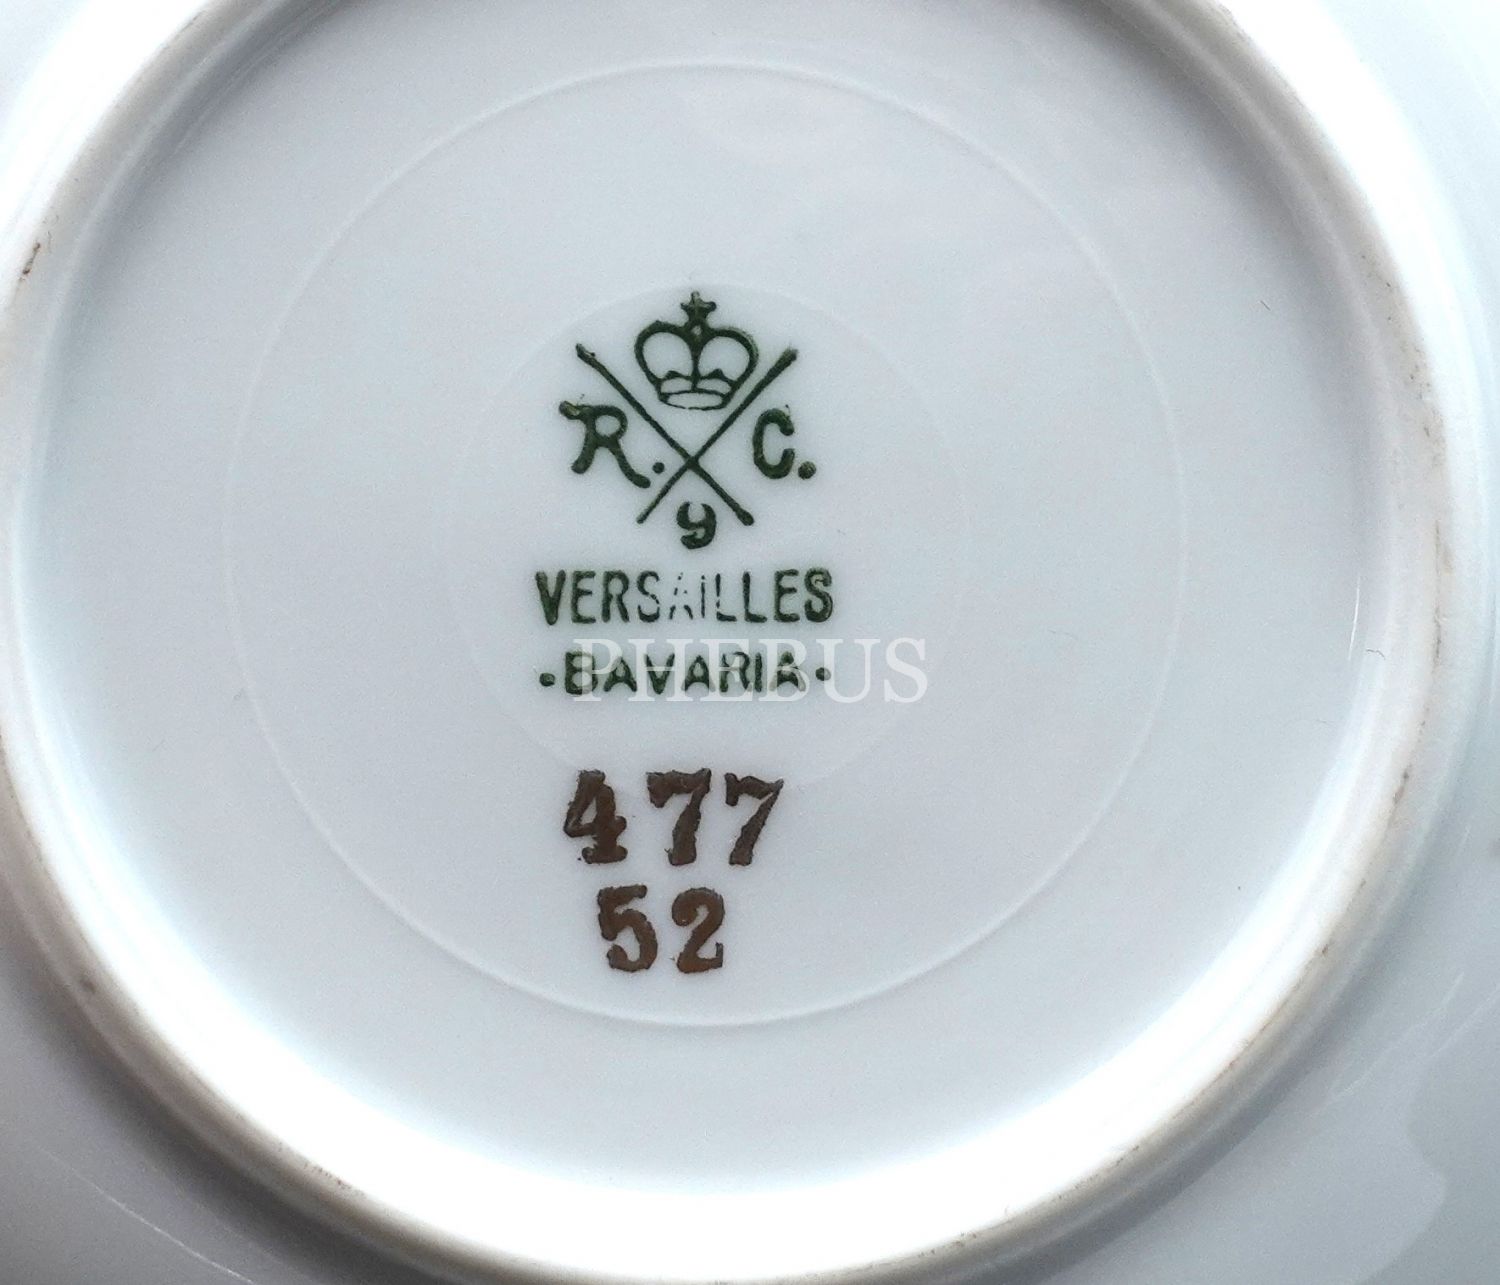 R. C.
9
VERSAILLES
·BAVARIA·
PHEBUS
477
52